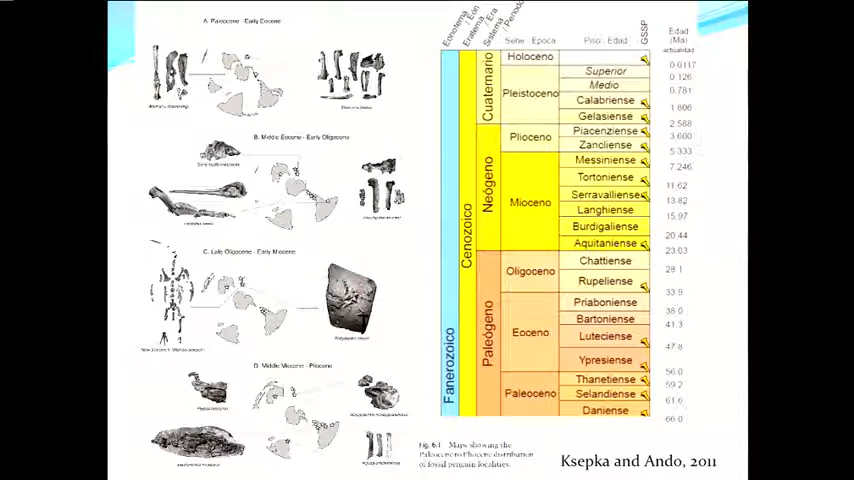 A. Paleocene - Early Eocene
B. Middle Eocene - Early Oligocene
C. Late Oligocene - Early Miocene
D. Middle Miocene - Pliocene
Fig. 6.1 Maps showing the
Paleocene to Pliocene distribution
of fossil penguin localities.
Eonotema / Eón
Eratema / Era
Sistema / Periodo
Serie Epoca
Piso Edad
GSSP
Edad
(Ma)
actualidad
Fanerozoico
Cenozoico
Cuaternario
Neógeno
Paleógeno
Holoceno
Pleistoceno
Plioceno
Mioceno
Oligoceno
Eoceno
Paleoceno
Superior
Medio
Calabriense
Gelasiense
Piacenziense
Zancliense
Messiniense
Tortoniense
Serravalliense
Langhiense
Burdigaliense
Aquitaniense
Chattiense
Rupeliense
Priaboniense
Bartoniense
Luteciense
Ypresiense
Thanetiense
Selandiense
Daniense
0.0117
0.126
0.781
1.806
2.588
3.600
5.333
7.246
11.62
13.82
15.97
20.44
23.03
28.1
33.9
38.0
41.3
47.8
56.0
59.2
61.6
66.0
Ksepka and Ando, 2011